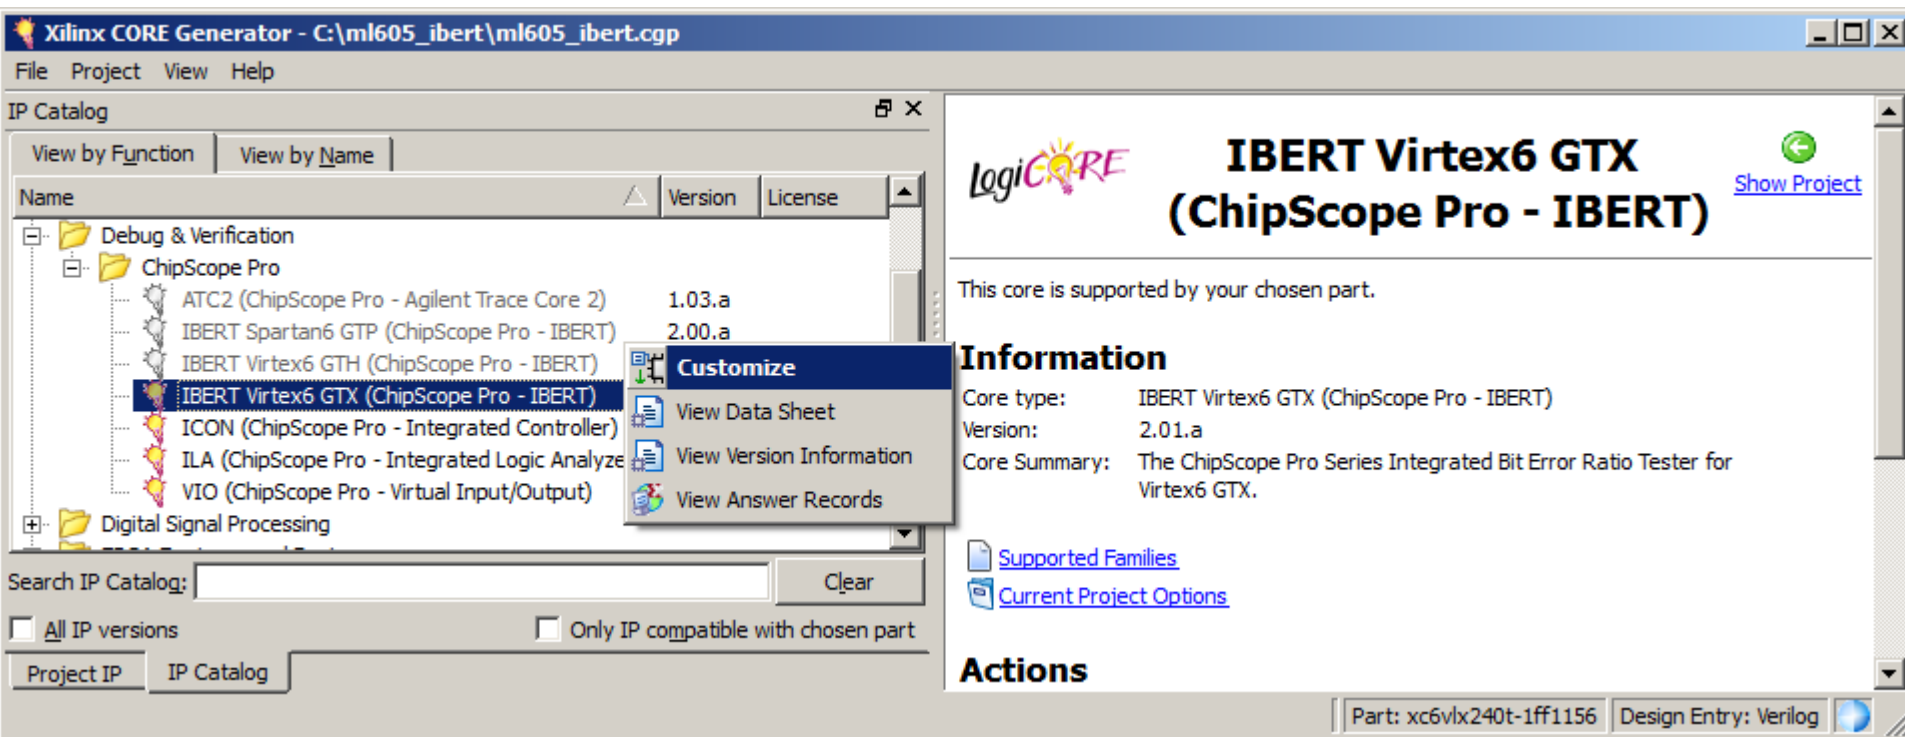 Xilinx CORE Generator - C:\ml605_ibert\ml605_ibert.cgp
File Project View Help
IP Catalog
View by Function View by Name
Name Version License
Debug & Verification
ChipScope Pro
ATC2 (ChipScope Pro - Agilent Trace Core 2) 1.03.a
IBERT Spartan6 GTP (ChipScope Pro - IBERT) 2.00.a
IBERT Virtex6 GTH (ChipScope Pro - IBERT)
IBERT Virtex6 GTX (ChipScope Pro - IBERT)
ICON (ChipScope Pro - Integrated Controller)
ILA (ChipScope Pro - Integrated Logic Analyze
VIO (ChipScope Pro - Virtual Input/Output)
Digital Signal Processing
Customize
View Data Sheet
View Version Information
View Answer Records
Search IP Catalog: Clear
All IP versions Only IP compatible with chosen part
Project IP IP Catalog
LogiCORE
IBERT Virtex6 GTX
(ChipScope Pro - IBERT)
Show Project
This core is supported by your chosen part.
Information
Core type: IBERT Virtex6 GTX (ChipScope Pro - IBERT)
Version: 2.01.a
Core Summary: The ChipScope Pro Series Integrated Bit Error Ratio Tester for
Virtex6 GTX.
Supported Families
Current Project Options
Actions
Part: xc6vlx240t-1ff1156 Design Entry: Verilog